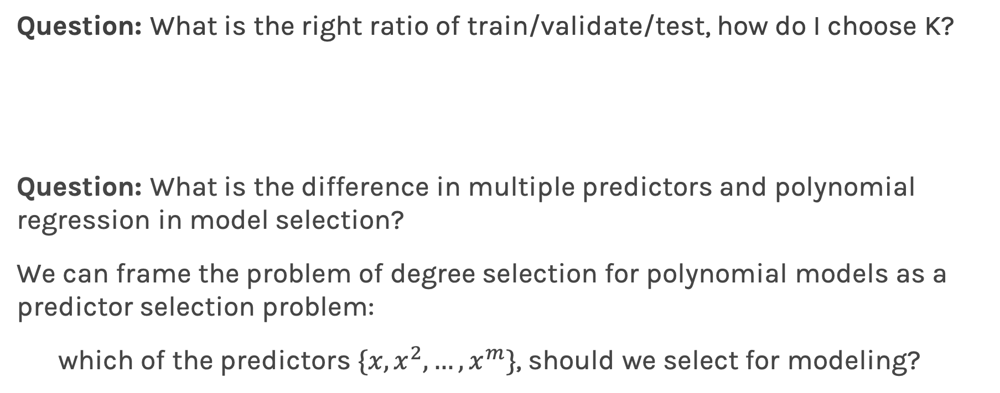 Question: What is the right ratio of train/validate/test, how do I choose K?
Question: What is the difference in multiple predictors and polynomial
regression in model selection?
We can frame the problem of degree selection for polynomial models as a
predictor selection problem:
which of the predictors {x, x², ... , xᵐ}, should we select for modeling?